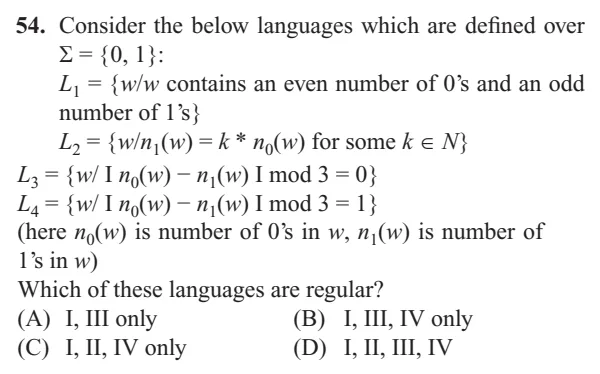 54. Consider the below languages which are defined over
Σ = {0, 1}:
L₁ = {w/w contains an even number of 0’s and an odd
number of 1’s}
L₂ = {w/n₁(w) = k * n₀(w) for some k ∈ N}
L₃ = {w/ I n₀(w) − n₁(w) I mod 3 = 0}
L₄ = {w/ I n₀(w) − n₁(w) I mod 3 = 1}
(here n₀(w) is number of 0’s in w, n₁(w) is number of
1’s in w)
Which of these languages are regular?
(A) I, III only (B) I, III, IV only
(C) I, II, IV only (D) I, II, III, IV